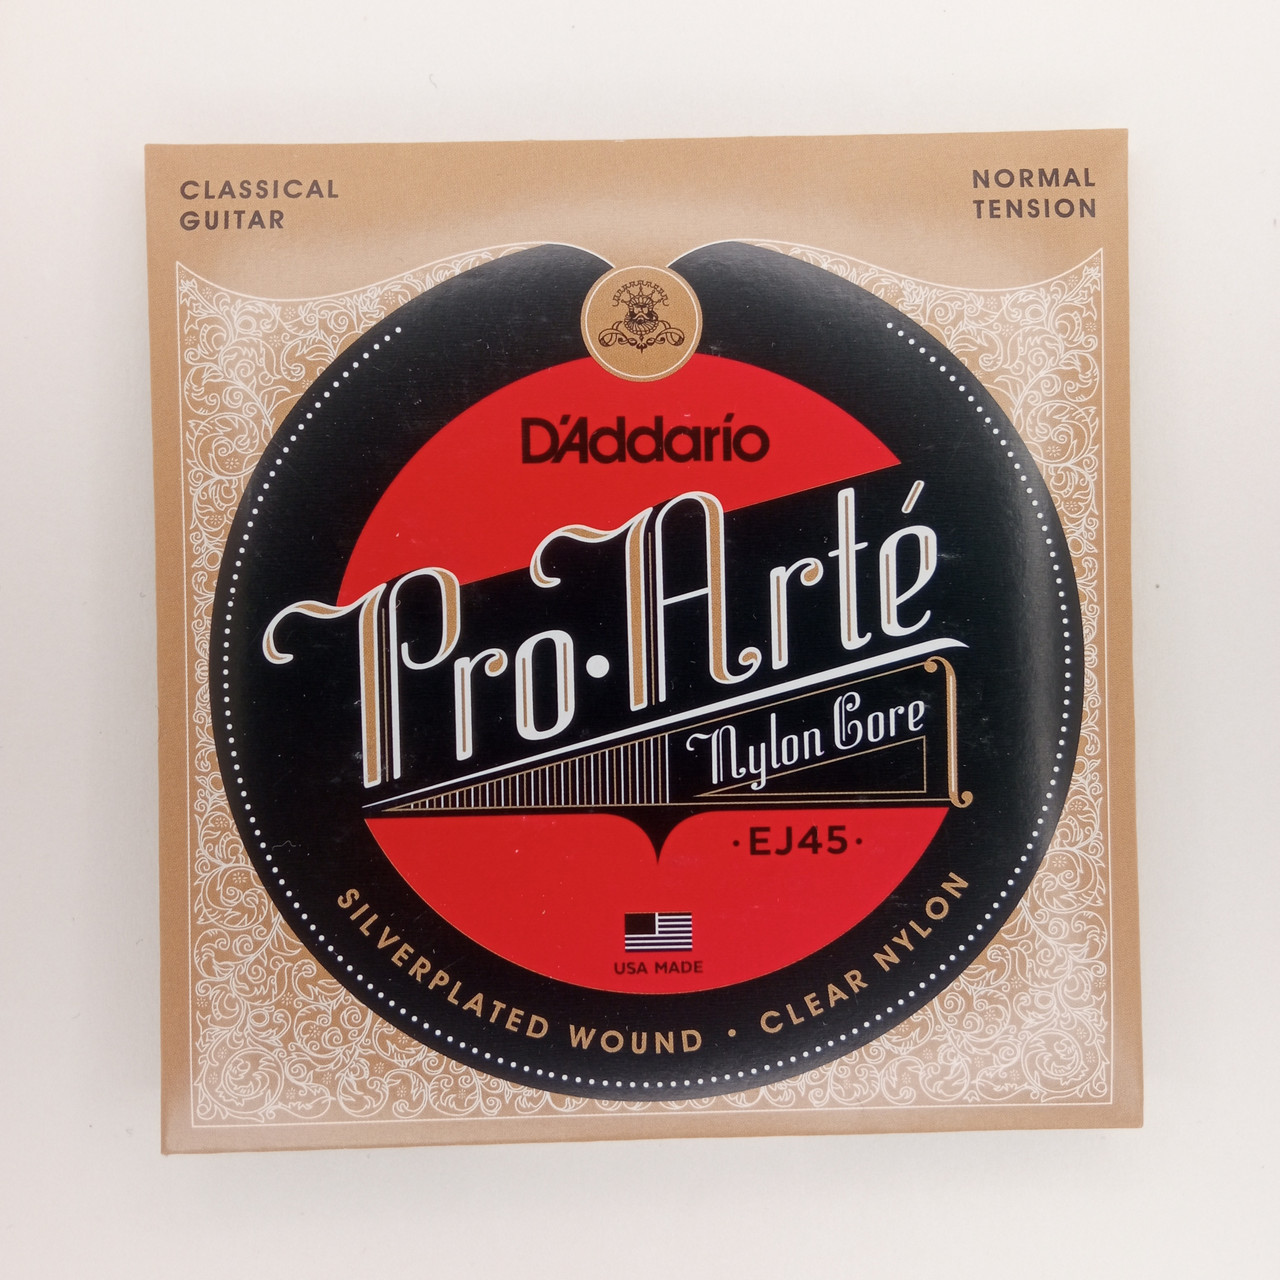 CLASSICAL
GUITAR
NORMAL
TENSION
D'Addario
Pro·Arté
Nylon Core
·EJ45·
USA MADE
SILVERPLATED WOUND · CLEAR NYLON